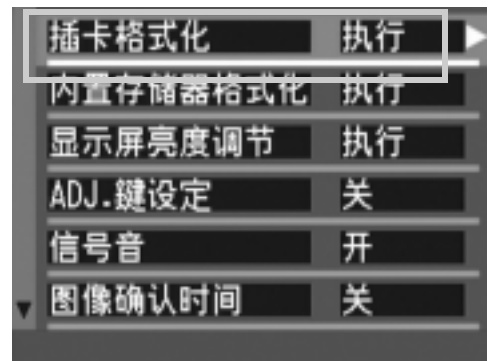 插卡格式化 执行
内置存储器格式化 执行
显示屏亮度调节 执行
ADJ.鍵设定 关
信号音 开
图像确认时间 关